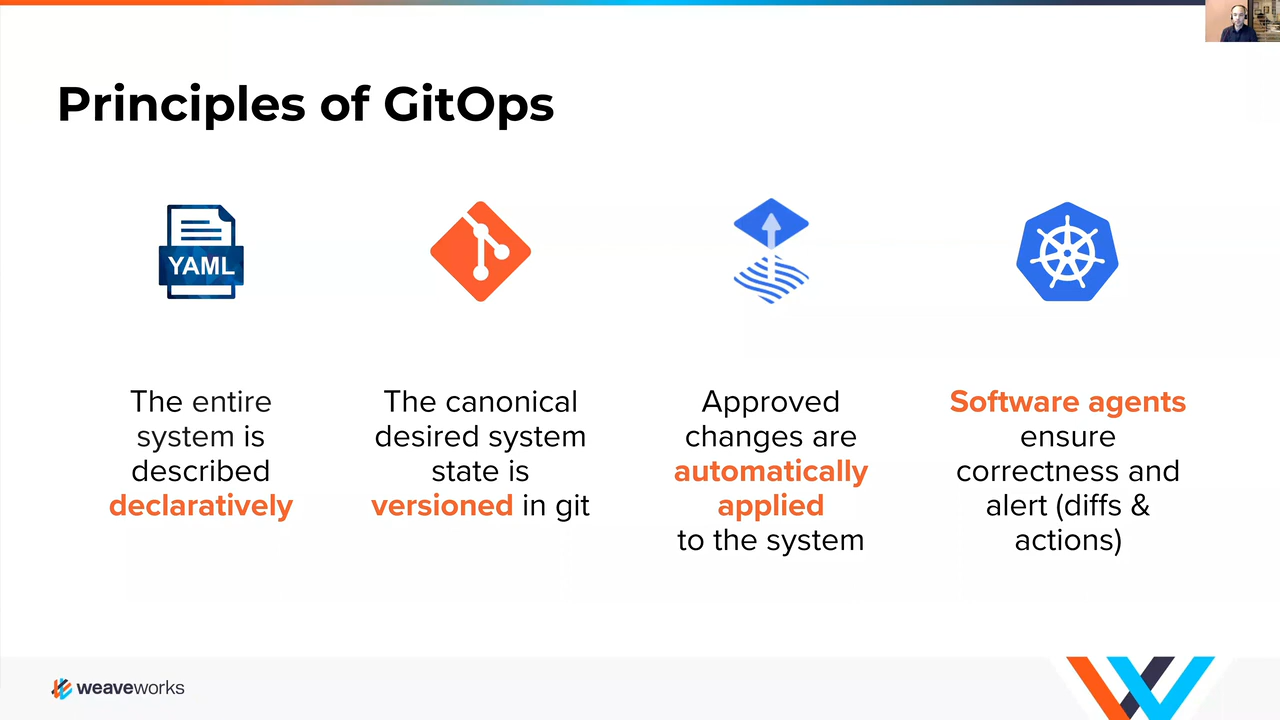 Principles of GitOps
YAML
The entire
system is
described
declaratively
The canonical
desired system
state is
versioned in git
Approved
changes are
automatically
applied
to the system
Software agents
ensure
correctness and
alert (diffs &
actions)
weaveworks